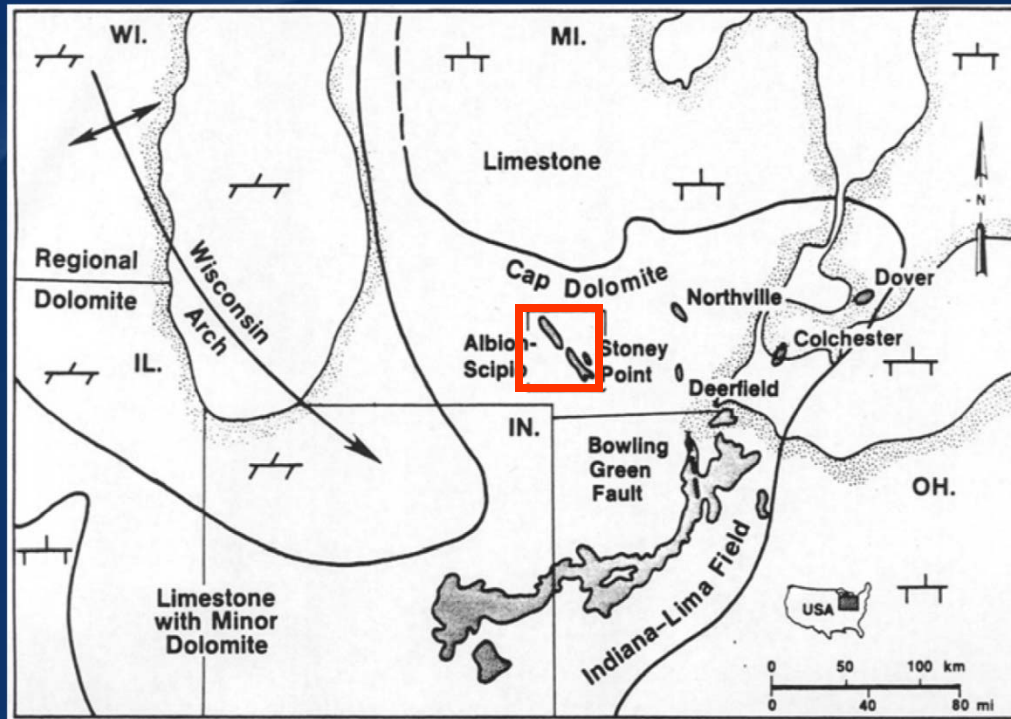 WI.
MI.
Limestone
N
Regional
Dolomite
Wisconsin
Arch
Cap Dolomite
Northville
Dover
Albion-
Scipio
Stoney
Point
Colchester
IL.
Deerfield
IN.
Bowling
Green
Fault
OH.
Indiana-Lima Field
Limestone
with Minor
Dolomite
USA
0 50 100 km
0 40 80 mi